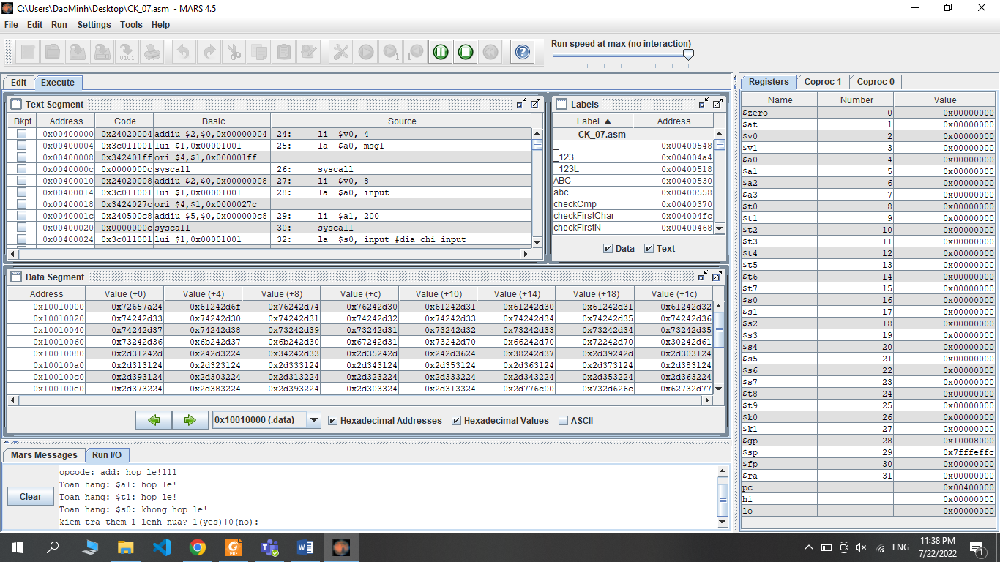 C:\Users\DaoMinh\Desktop\CK_07.asm - MARS 4.5
File Edit Run Settings Tools Help
Run speed at max (no interaction)
Edit Execute
Text Segment
Bkpt Address Code Basic Source
0x00400000 0x24020004 addiu $2,$0,0x00000004 24: li $v0, 4
0x00400004 0x3c011001 lui $1,0x00001001 25: la $a0, msg1
0x00400008 0x342401ff ori $4,$1,0x000001ff
0x0040000c 0x0000000c syscall 26: syscall
0x00400010 0x24020008 addiu $2,$0,0x00000008 27: li $v0, 8
0x00400014 0x3c011001 lui $1,0x00001001 28: la $a0, input
0x00400018 0x3424027c ori $4,$1,0x0000027c
0x0040001c 0x240500c8 addiu $5,$0,0x000000c8 29: li $a1, 200
0x00400020 0x0000000c syscall 30: syscall
0x00400024 0x3c011001 lui $1,0x00001001 32: la $s0, input #dia chi input
Labels
Label ▲ Address
CK_07.asm
_ 0x00400548
_123 0x004004a4
_123L 0x00400518
ABC 0x00400530
abc 0x00400558
checkCmp 0x00400370
checkFirstChar 0x004004fc
checkFirstN 0x00400468
Data Text
Data Segment
Address Value (+0) Value (+4) Value (+8) Value (+c) Value (+10) Value (+14) Value (+18) Value (+1c)
0x10010000 0x72657a24 0x61242d6f 0x76242d74 0x76242d30 0x61242d31 0x61242d30 0x61242d31 0x61242d32
0x10010020 0x74242d33 0x74242d30 0x74242d31 0x74242d32 0x74242d33 0x74242d34 0x74242d35 0x74242d36
0x10010040 0x74242d37 0x74242d38 0x73242d39 0x73242d31 0x73242d32 0x73242d33 0x73242d34 0x73242d35
0x10010060 0x73242d36 0x6b242d37 0x6b242d30 0x67242d31 0x73242d70 0x66242d70 0x72242d70 0x30242d61
0x10010080 0x2d31242d 0x242d3224 0x34242d33 0x2d35242d 0x242d3624 0x38242d37 0x2d39242d 0x2d303124
0x100100a0 0x2d313124 0x2d323124 0x2d333124 0x2d343124 0x2d353124 0x2d363124 0x2d373124 0x2d383124
0x100100c0 0x2d393124 0x2d303224 0x2d313224 0x2d323224 0x2d333224 0x2d343224 0x2d353224 0x2d363224
0x100100e0 0x2d373224 0x2d383224 0x2d393224 0x2d303324 0x2d313324 0x2d776c00 0x732d626c 0x62732d77
0x10010000 (.data) Hexadecimal Addresses Hexadecimal Values ASCII
Mars Messages Run I/O
Clear
opcode: add: hop le!lll
Toan hang: $a1: hop le!
Toan hang: $t1: hop le!
Toan hang: $s0: khong hop le!
kiem tra them 1 lenh nua? 1(yes)|0(no):
Registers Coproc 1 Coproc 0
Name Number Value
$zero 0 0x00000000
$at 1 0x00000000
$v0 2 0x00000000
$v1 3 0x00000000
$a0 4 0x00000000
$a1 5 0x00000000
$a2 6 0x00000000
$a3 7 0x00000000
$t0 8 0x00000000
$t1 9 0x00000000
$t2 10 0x00000000
$t3 11 0x00000000
$t4 12 0x00000000
$t5 13 0x00000000
$t6 14 0x00000000
$t7 15 0x00000000
$s0 16 0x00000000
$s1 17 0x00000000
$s2 18 0x00000000
$s3 19 0x00000000
$s4 20 0x00000000
$s5 21 0x00000000
$s6 22 0x00000000
$s7 23 0x00000000
$t8 24 0x00000000
$t9 25 0x00000000
$k0 26 0x00000000
$k1 27 0x00000000
$gp 28 0x10008000
$sp 29 0x7fffeffc
$fp 30 0x00000000
$ra 31 0x00000000
pc 0x00400000
hi 0x00000000
lo 0x00000000
ENG
11:38 PM
7/22/2022
1